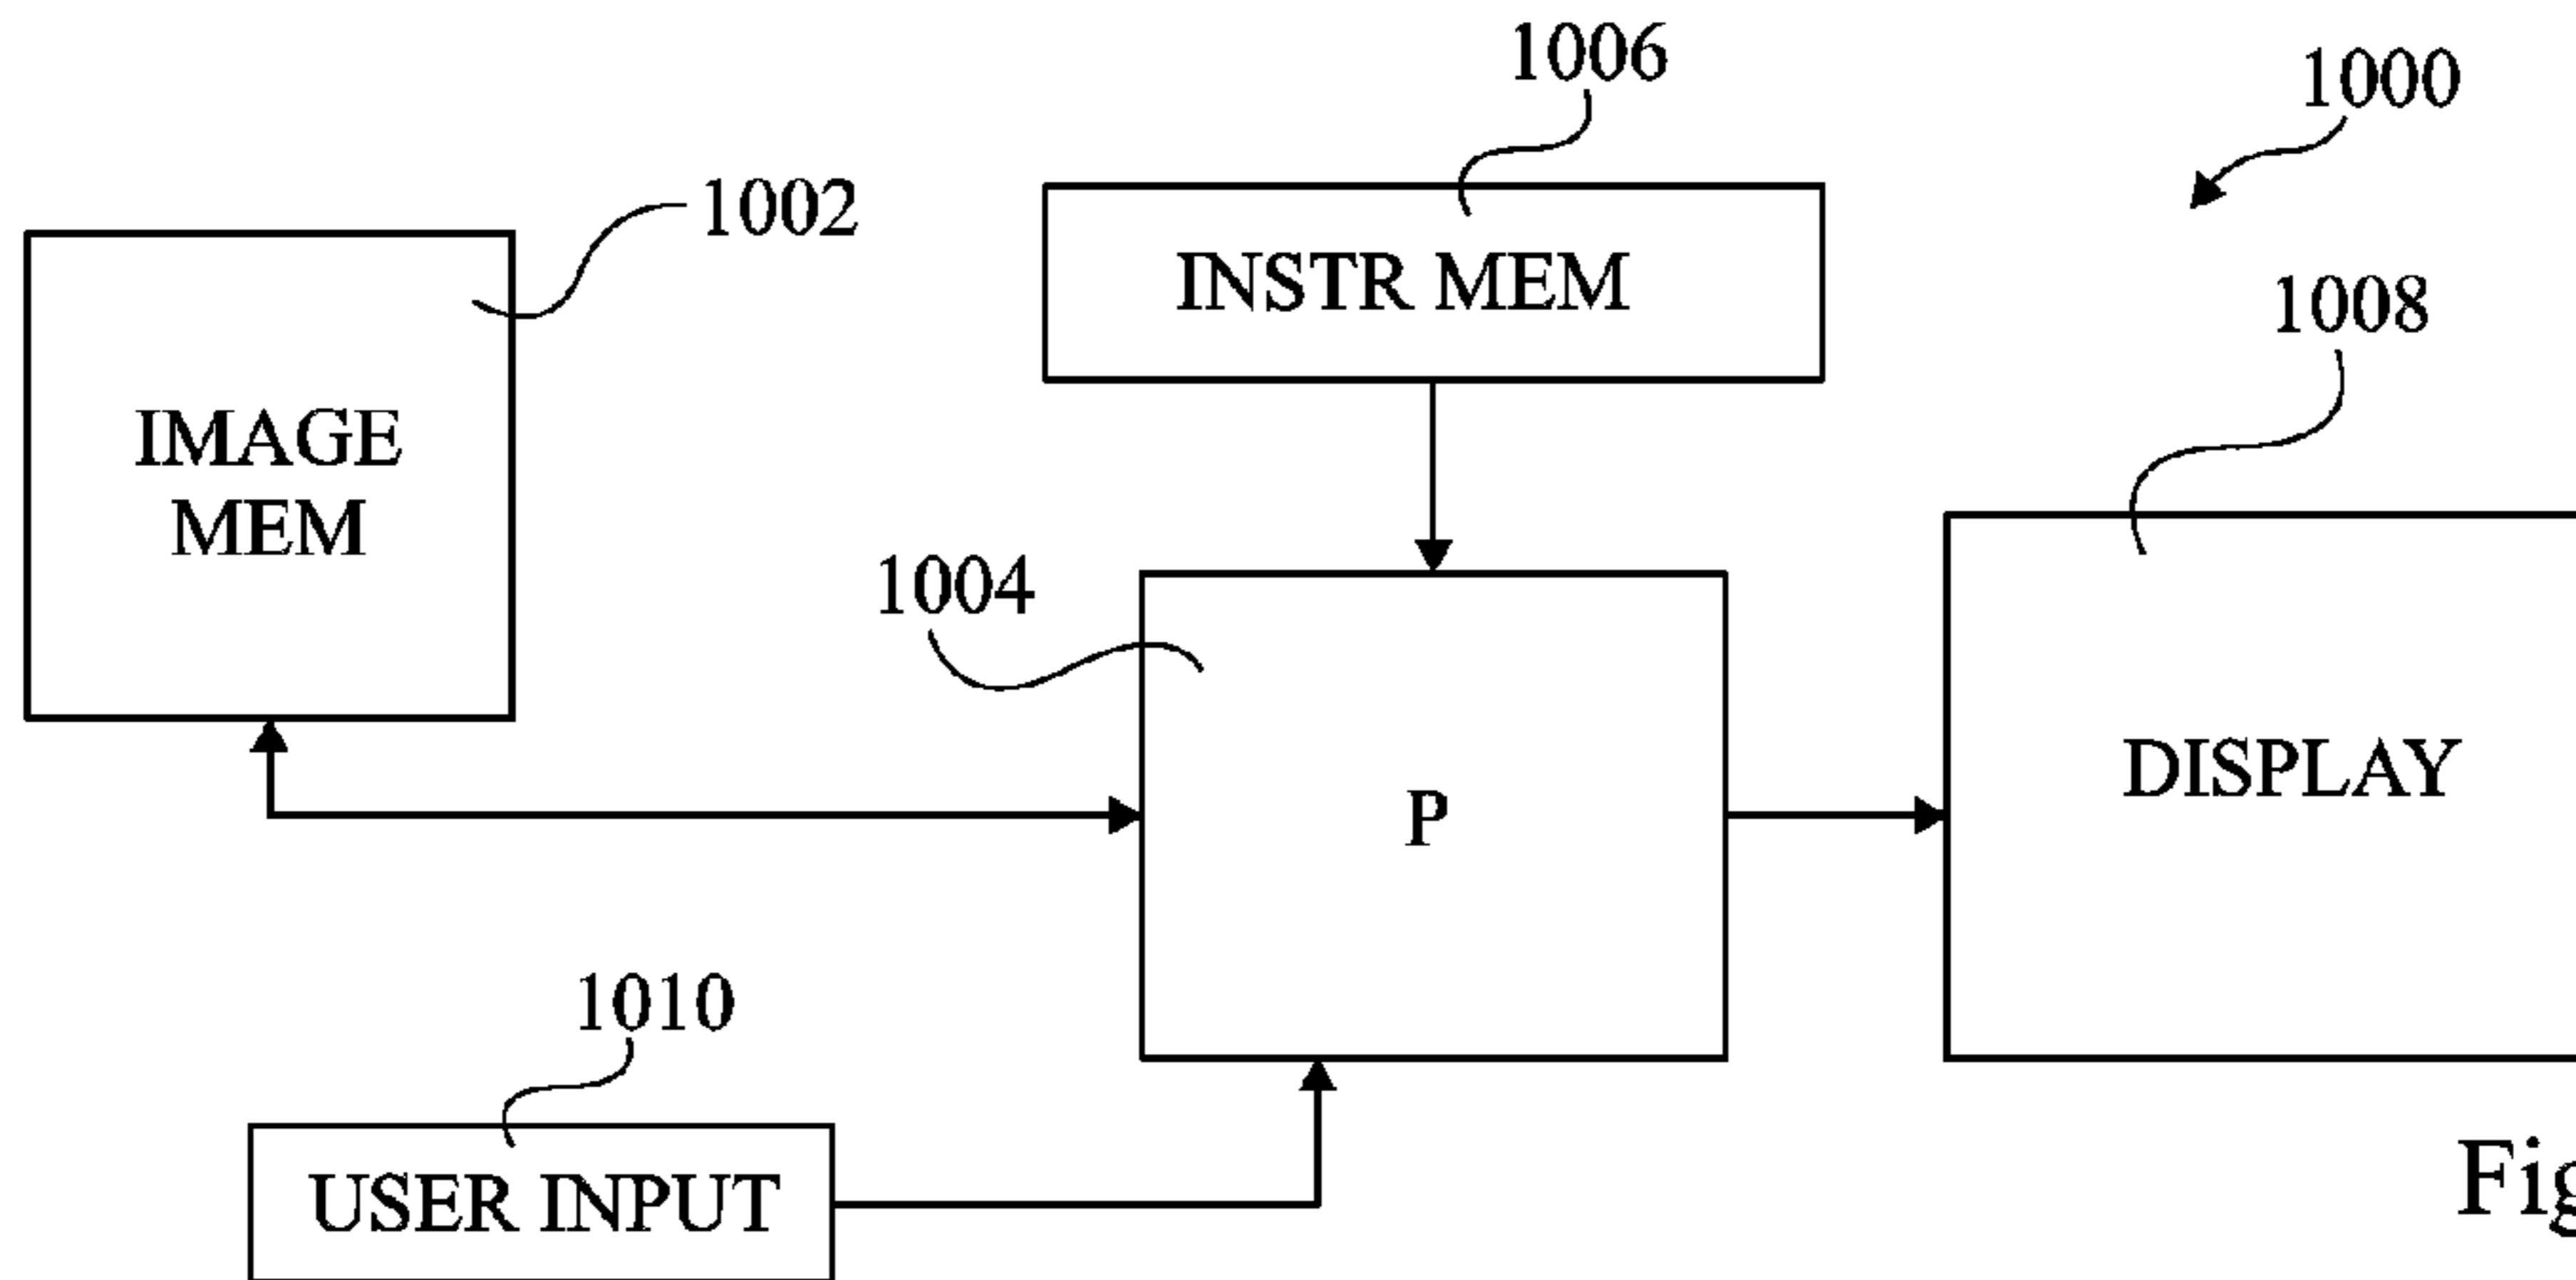 1006
1000
1002
INSTR MEM
1008
IMAGE
MEM
1004
DISPLAY
P
1010
USER INPUT